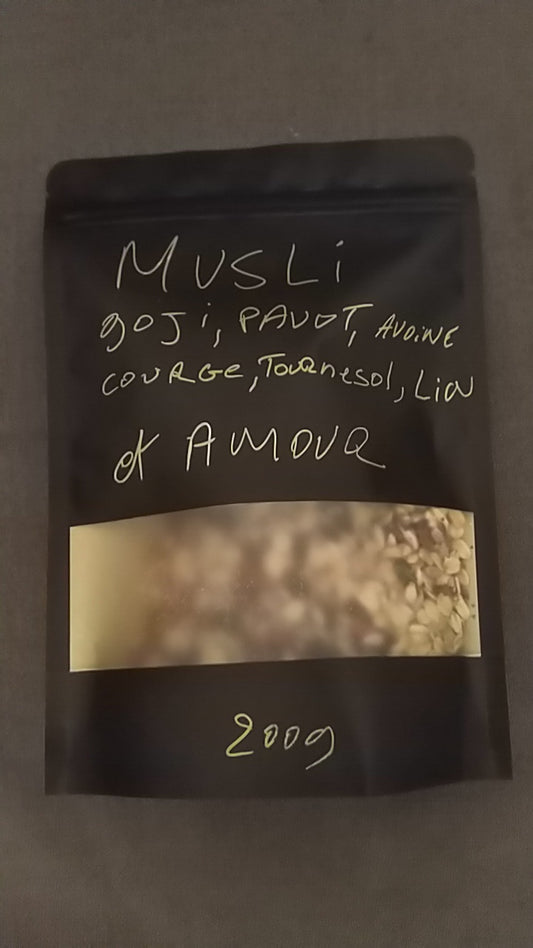 MUSLi
goji, PAVOT, AVOiNE
COURGE, Tournesol, Lin
et AMOUR
200g